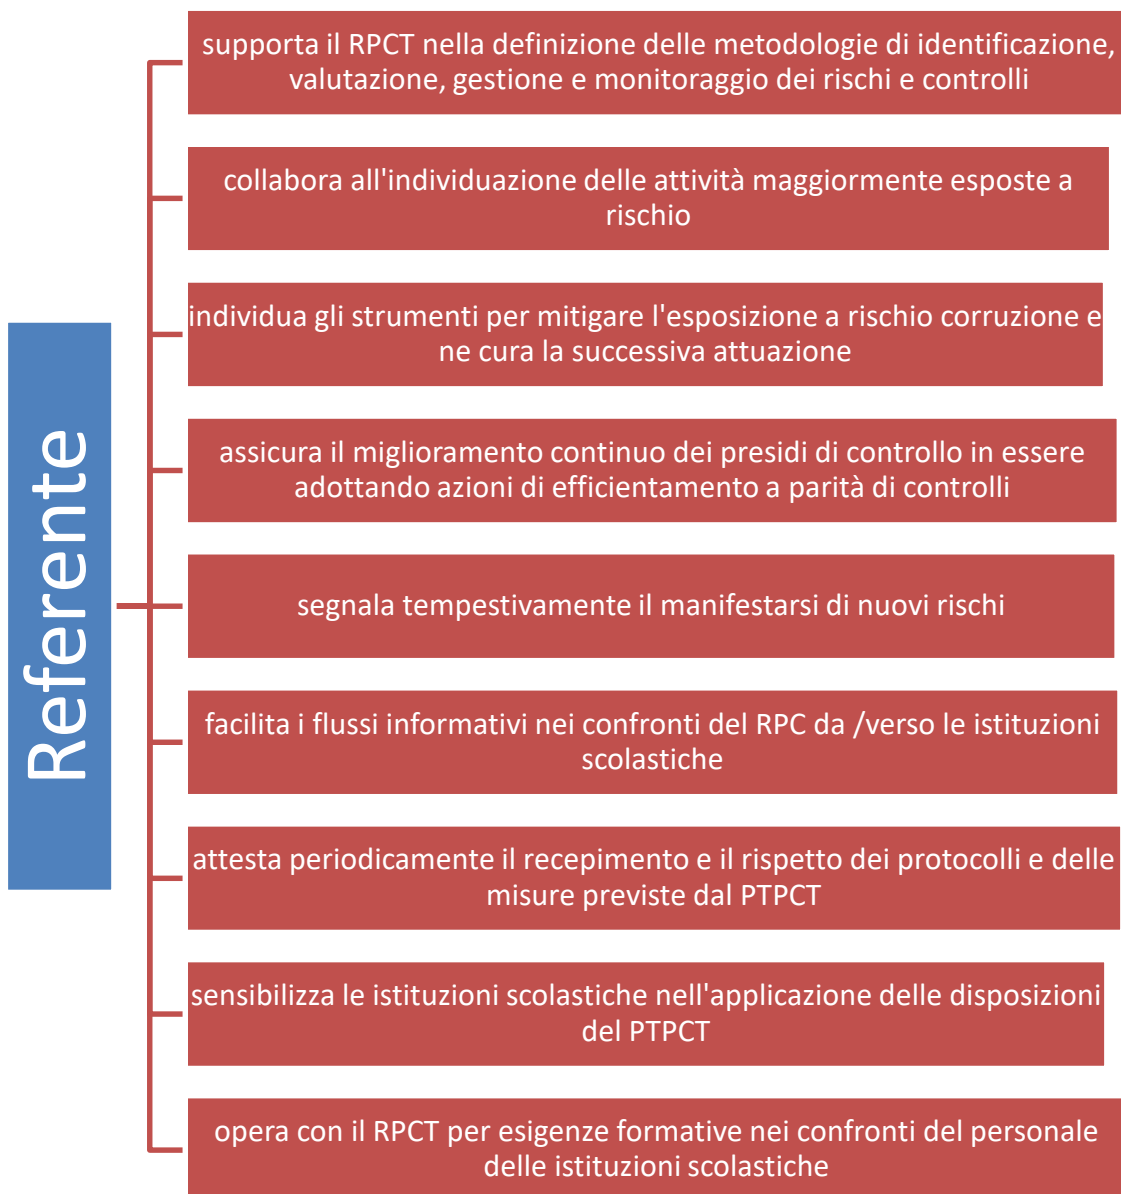 Referente
supporta il RPCT nella definizione delle metodologie di identificazione,
valutazione, gestione e monitoraggio dei rischi e controlli
collabora all'individuazione delle attività maggiormente esposte a
rischio
individua gli strumenti per mitigare l'esposizione a rischio corruzione e
ne cura la successiva attuazione
assicura il miglioramento continuo dei presidi di controllo in essere
adottando azioni di efficientamento a parità di controlli
segnala tempestivamente il manifestarsi di nuovi rischi
facilita i flussi informativi nei confronti del RPC da /verso le istituzioni
scolastiche
attesta periodicamente il recepimento e il rispetto dei protocolli e delle
misure previste dal PTPCT
sensibilizza le istituzioni scolastiche nell'applicazione delle disposizioni
del PTPCT
opera con il RPCT per esigenze formative nei confronti del personale
delle istituzioni scolastiche